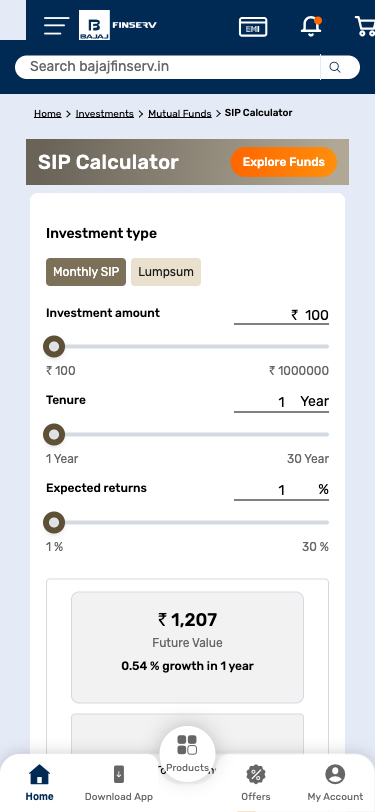 BAJAJ FINSERV
EMI
Search bajajfinserv.in
Home > Investments > Mutual Funds > SIP Calculator
SIP Calculator Explore Funds
Investment type
Monthly SIP Lumpsum
Investment amount ₹ 100
₹ 100 ₹ 1000000
Tenure 1 Year
1 Year 30 Year
Expected returns 1 %
1 % 30 %
₹ 1,207
Future Value
0.54 % growth in 1 year
Products
Home Download App Offers My Account